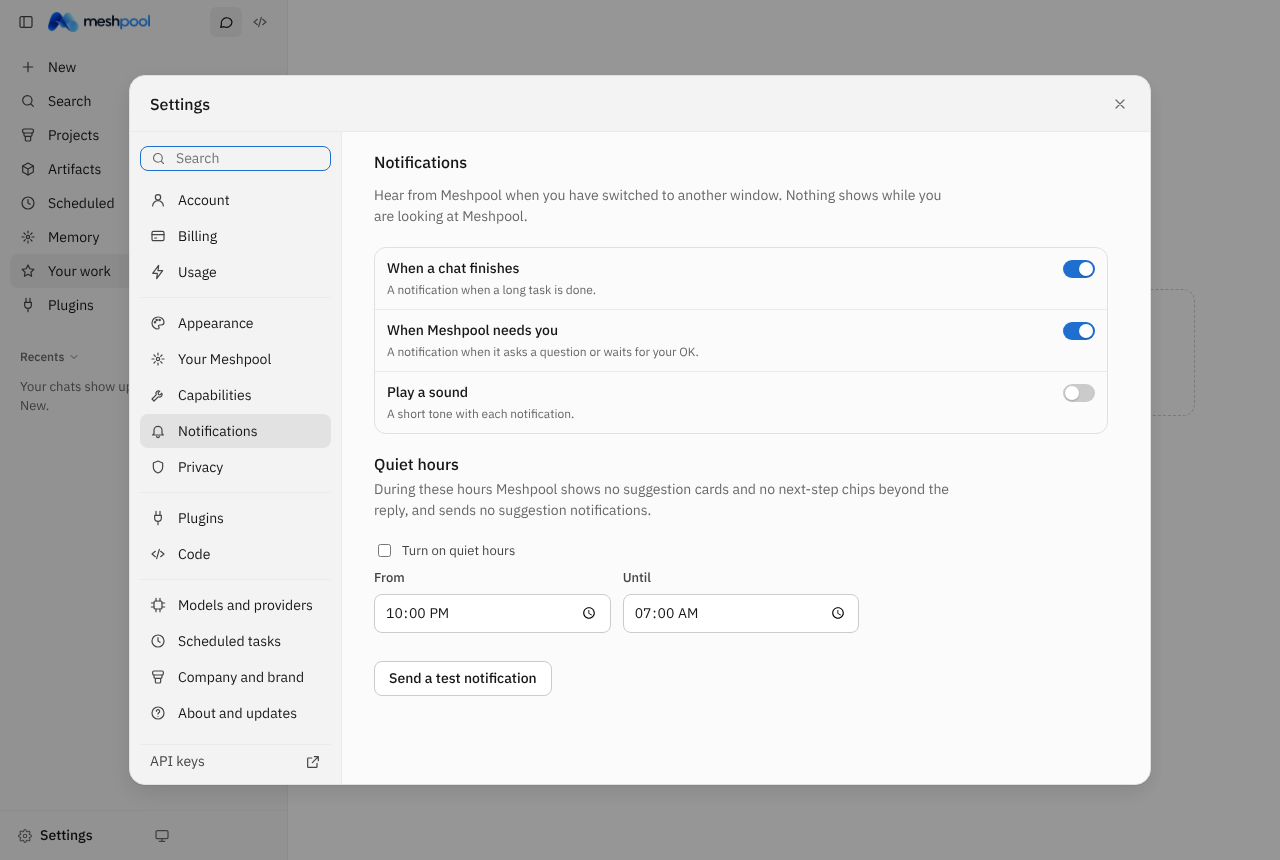 meshpool
New
Search
Projects
Artifacts
Scheduled
Memory
Your work
Plugins
Recents
Your chats show up
New.
Settings
Settings
Search
Account
Billing
Usage
Appearance
Your Meshpool
Capabilities
Notifications
Privacy
Plugins
Code
Models and providers
Scheduled tasks
Company and brand
About and updates
API keys
Notifications
Hear from Meshpool when you have switched to another window. Nothing shows while you
are looking at Meshpool.
When a chat finishes
A notification when a long task is done.
When Meshpool needs you
A notification when it asks a question or waits for your OK.
Play a sound
A short tone with each notification.
Quiet hours
During these hours Meshpool shows no suggestion cards and no next-step chips beyond the
reply, and sends no suggestion notifications.
Turn on quiet hours
From
Until
10:00 PM
07:00 AM
Send a test notification